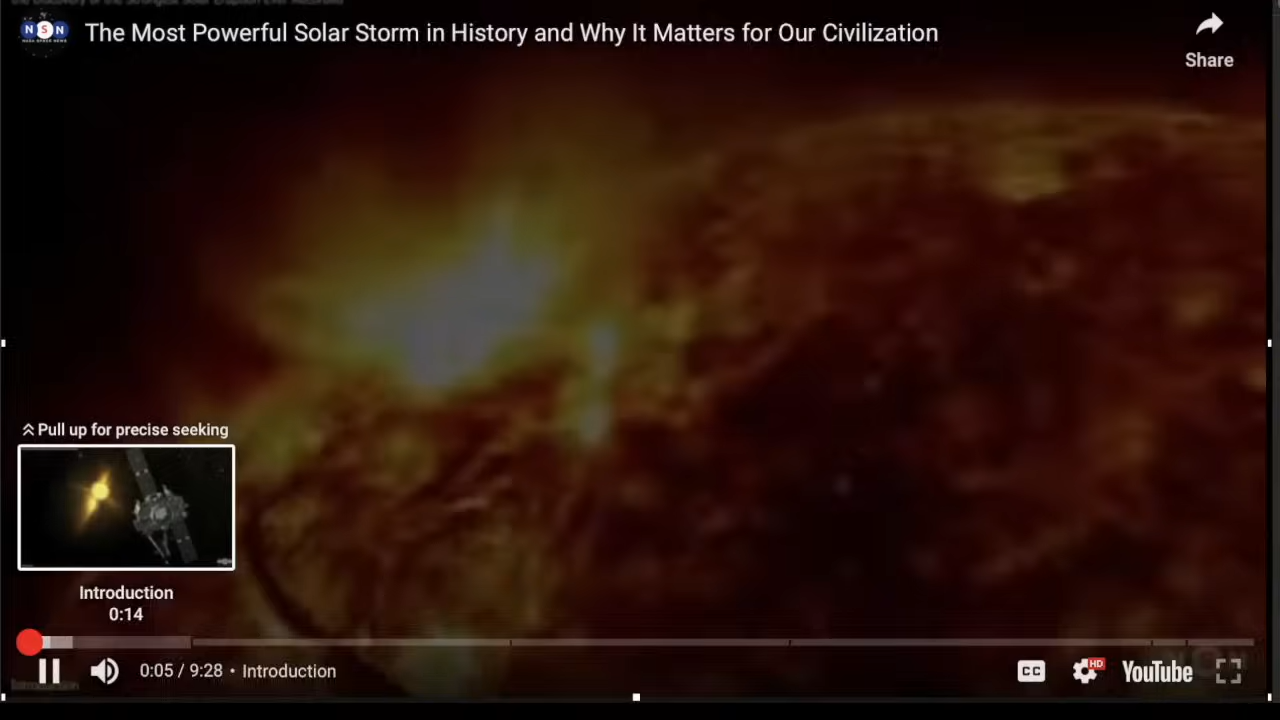 NSN
The Most Powerful Solar Storm in History and Why It Matters for Our Civilization
Share
Pull up for precise seeking
Introduction
0:14
0:05 / 9:28 • Introduction
CC
HD
YouTube